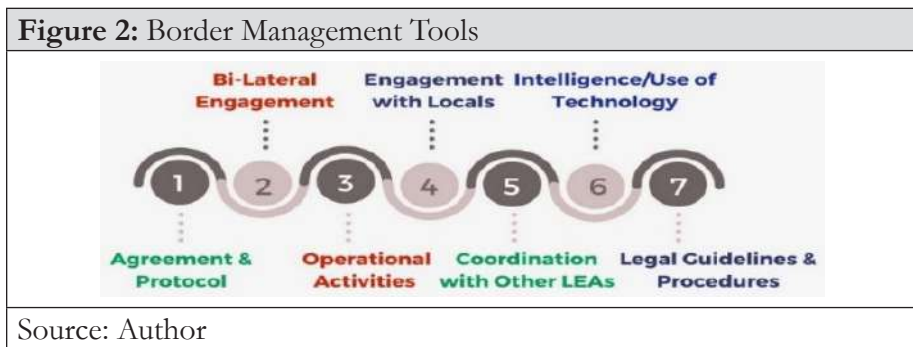 Figure 2: Border Management Tools
Bi-Lateral Engagement with Locals Intelligence/Use of
Engagement
Technology
1 2 3 4 5 6 7
Agreement & Operational Coordination Legal Guidelines &
Protocol Activities with Other LEAs Procedures
Source: Author